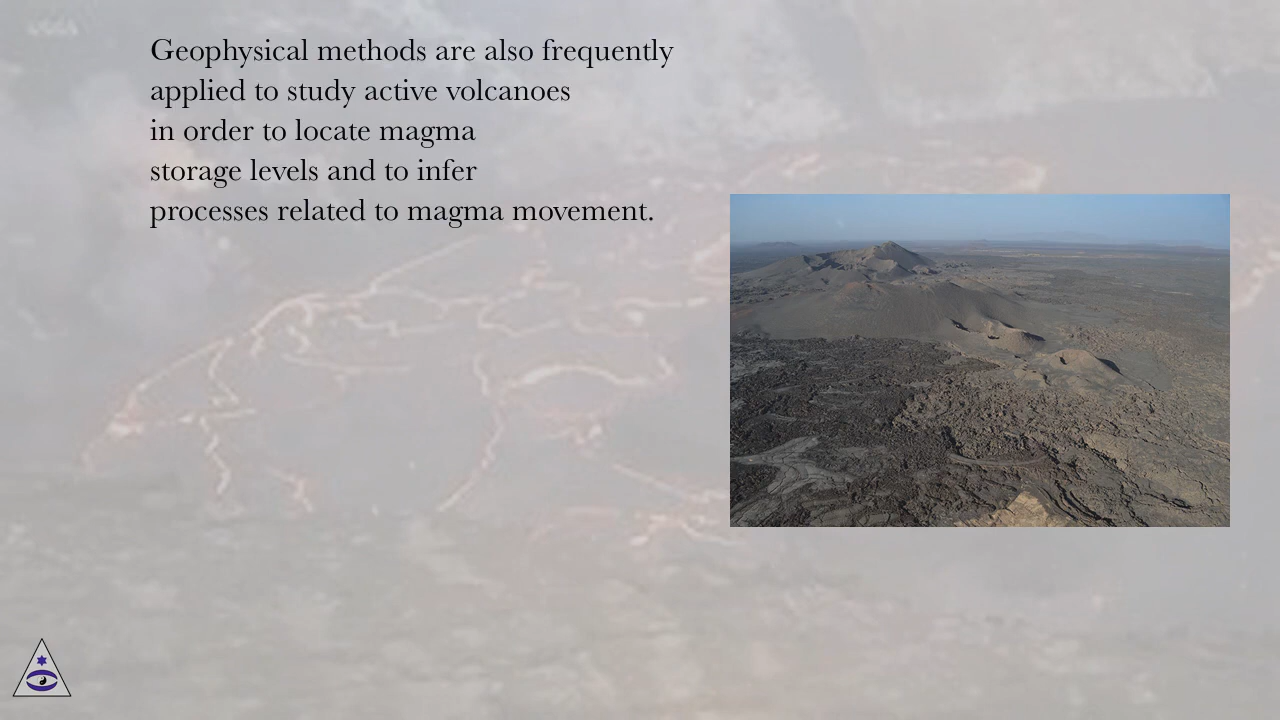 Geophysical methods are also frequently
applied to study active volcanoes
in order to locate magma
storage levels and to infer
processes related to magma movement.